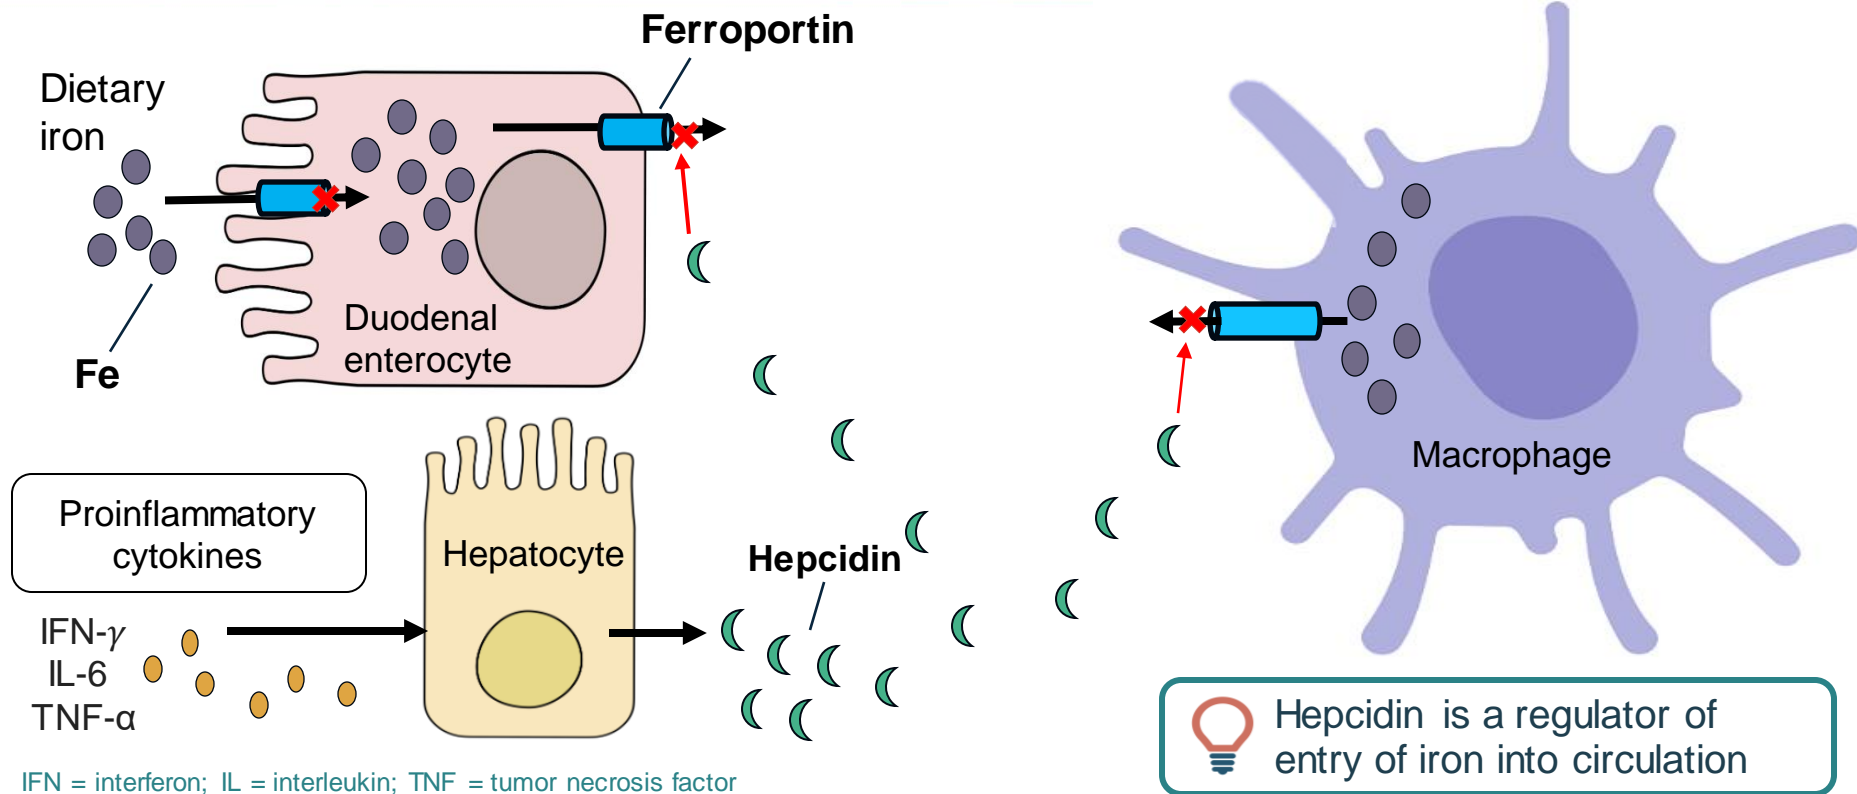 Ferroportin
Dietary
iron
Fe
Duodenal
enterocyte
Macrophage
Proinflammatory
cytokines
IFN-γ
IL-6
TNF-α
Hepatocyte
Hepcidin
Hepcidin is a regulator of
entry of iron into circulation
IFN = interferon; IL = interleukin; TNF = tumor necrosis factor